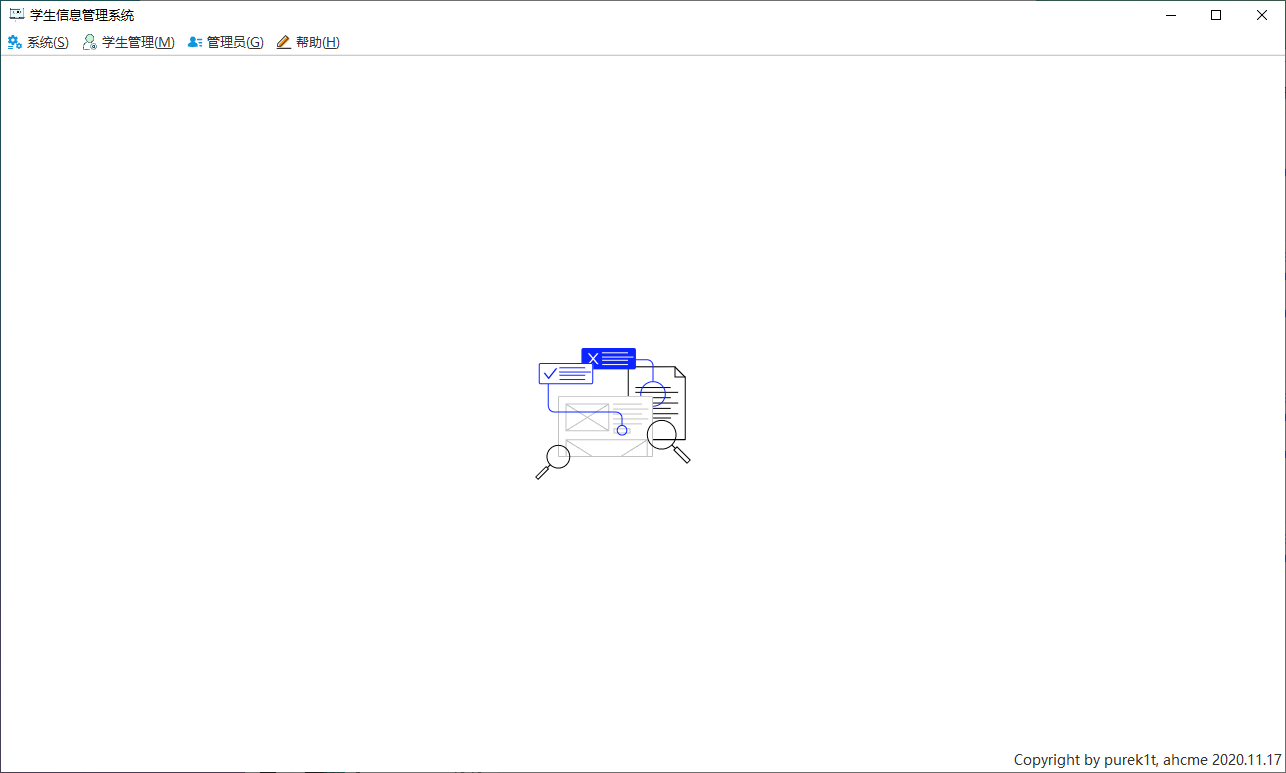 学生信息管理系统
系统(S) 学生管理(M) 管理员(G) 帮助(H)
Copyright by purek1t, ahcme 2020.11.17